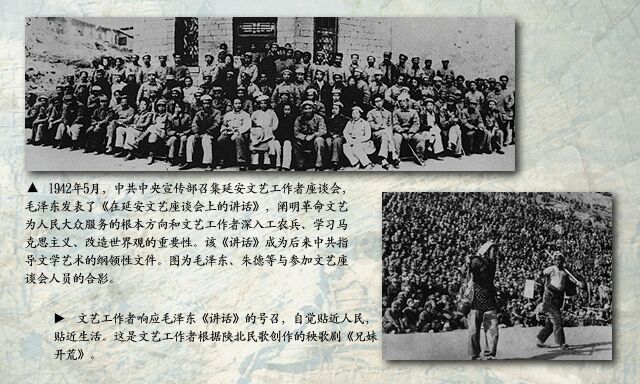 ▲ 1942年5月，中共中央宣传部召集延安文艺工作者座谈会，
毛泽东发表了《在延安文艺座谈会上的讲话》，阐明革命文艺
为人民大众服务的根本方向和文艺工作者深入工农兵、学习马
克思主义、改造世界观的重要性。该《讲话》成为后来中共指
导文学艺术的纲领性文件。图为毛泽东、朱德等与参加文艺座
谈会人员的合影。
▶ 文艺工作者响应毛泽东《讲话》的号召，自觉贴近人民，
贴近生活。这是文艺工作者根据陕北民歌创作的秧歌剧《兄妹
开荒》。